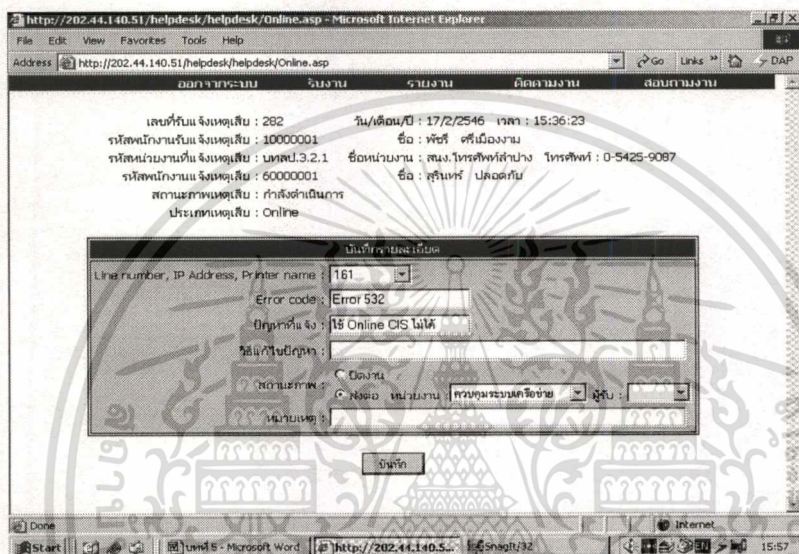 http://202.44.140.51/helpdesk/helpdesk/Online.asp - Microsoft Internet Explorer
File Edit View Favorites Tools Help
Address http://202.44.140.51/helpdesk/helpdesk/Online.asp Go Links » DAP
ออกจากระบบ รับงาน รายงาน ติดตามงาน สอบถามงาน
เลขที่รับแจ้งเหตุเสีย : 282 วัน/เดือน/ปี : 17/2/2546 เวลา : 15:36:23
รหัสพนักงานรับแจ้งเหตุเสีย : 10000001 ชื่อ : พัชรี ศรีเมืองงาม
รหัสหน่วยงานที่แจ้งเหตุเสีย : บทลป.3.2.1 ชื่อหน่วยงาน : สนง.โทรศัพท์ลำปาง โทรศัพท์ : 0-5425-9087
รหัสพนักงานแจ้งเหตุเสีย : 60000001 ชื่อ : สุรินทร์ ปลอดภัย
สถานะภาพเหตุเสีย : กำลังดำเนินการ
ประเภทเหตุเสีย : Online
บันทึกรายละเอียด
Line number, IP Address, Printer name : 161
Error code : Error 532
ปัญหาที่แจ้ง : ใช้ Online CIS ไม่ได้
วิธีแก้ไขปัญหา :
สถานะภาพ : ปิดงาน
ส่งต่อ หน่วยงาน : ควบคุมระบบเครือข่าย ผู้รับ :
หมายเหตุ :
บันทึก
Done Internet
Start บทที่ 5 - Microsoft Word http://202.44.140.5... SnagIt/32 EN 15:57